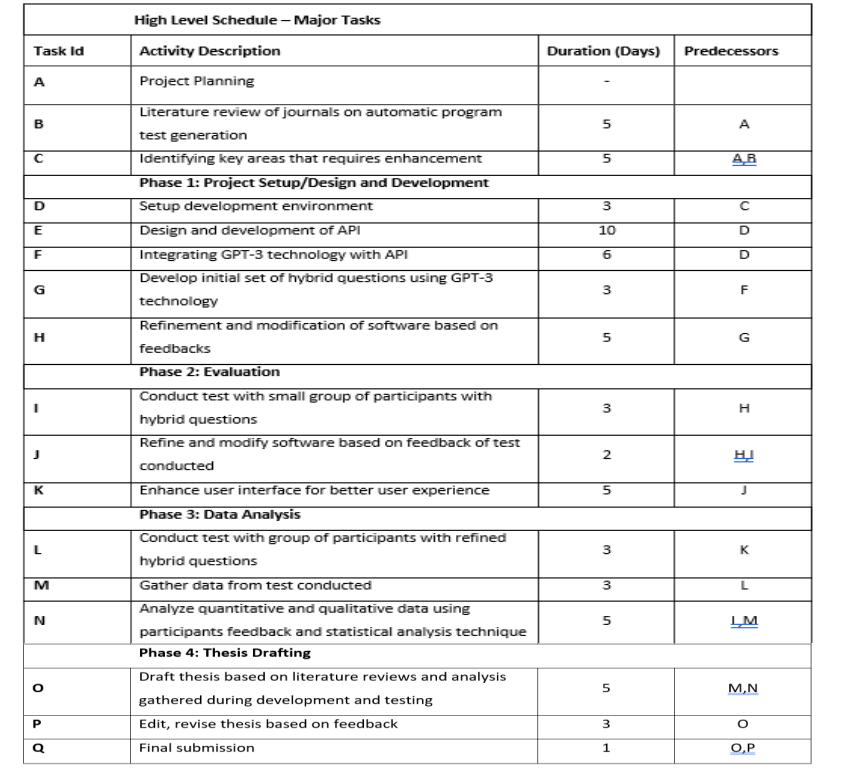 High Level Schedule – Major Tasks
Task Id Activity Description Duration (Days) Predecessors
A Project Planning -
B Literature review of journals on automatic program test generation 5 A
C Identifying key areas that requires enhancement 5 A,B
Phase 1: Project Setup/Design and Development
D Setup development environment 3 C
E Design and development of API 10 D
F Integrating GPT-3 technology with API 6 D
G Develop initial set of hybrid questions using GPT-3 technology 3 F
H Refinement and modification of software based on feedbacks 5 G
Phase 2: Evaluation
I Conduct test with small group of participants with hybrid questions 3 H
J Refine and modify software based on feedback of test conducted 2 H,I
K Enhance user interface for better user experience 5 J
Phase 3: Data Analysis
L Conduct test with group of participants with refined hybrid questions 3 K
M Gather data from test conducted 3 L
N Analyze quantitative and qualitative data using participants feedback and statistical analysis technique 5 L,M
Phase 4: Thesis Drafting
O Draft thesis based on literature reviews and analysis gathered during development and testing 5 M,N
P Edit, revise thesis based on feedback 3 O
Q Final submission 1 O,P